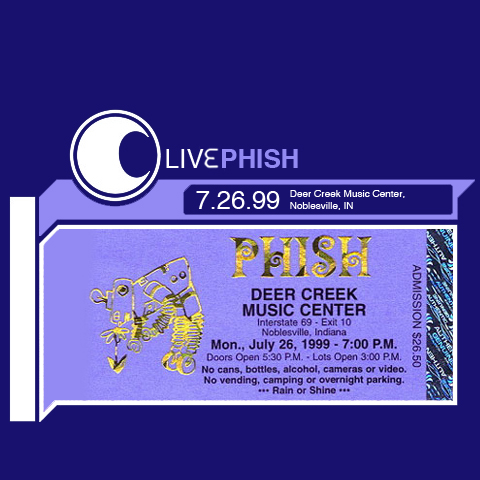 LIVEPHISH
7.26.99
Deer Creek Music Center,
Noblesville, IN
PHISH
DEER CREEK
MUSIC CENTER
Interstate 69 - Exit 10
Noblesville, Indiana
Mon., July 26, 1999 - 7:00 P.M.
Doors Open 5:30 P.M. - Lots Open 3:00 P.M.
No cans, bottles, alcohol, cameras or video.
No vending, camping or overnight parking.
••• Rain or Shine •••
ADMISSION $26.50